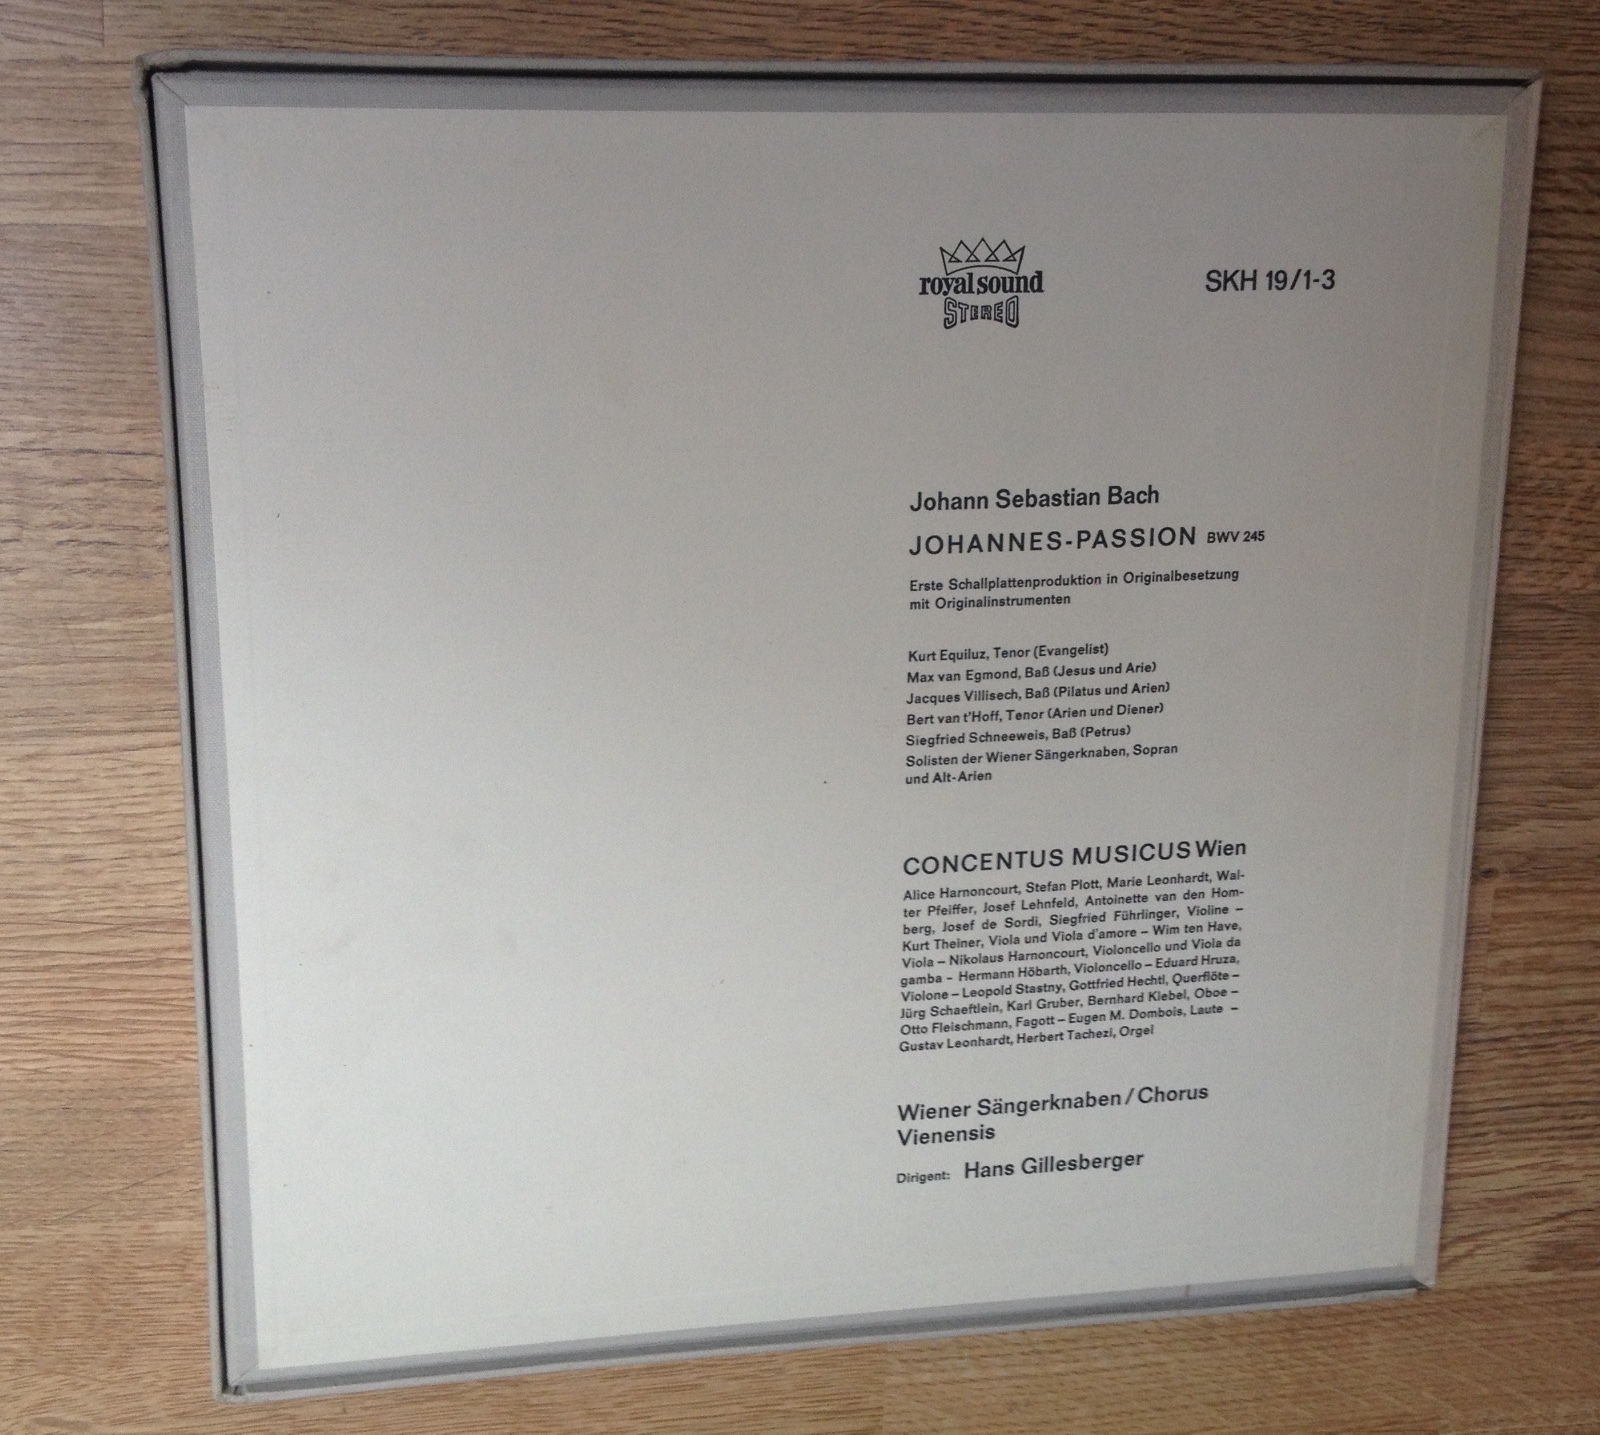 royal sound
STEREO
SKH 19/1-3
Johann Sebastian Bach
JOHANNES-PASSION BWV 245
Erste Schallplattenproduktion in Originalbesetzung
mit Originalinstrumenten
Kurt Equiluz, Tenor (Evangelist)
Max van Egmond, Baß (Jesus und Arie)
Jacques Villisech, Baß (Pilatus und Arien)
Bert van t'Hoff, Tenor (Arien und Diener)
Siegfried Schneeweis, Baß (Petrus)
Solisten der Wiener Sängerknaben, Sopran
und Alt-Arien
CONCENTUS MUSICUS Wien
Alice Harnoncourt, Stefan Plott, Marie Leonhardt, Wal-
ter Pfeiffer, Josef Lehnfeld, Antoinette van den Hom-
berg, Josef de Sordi, Siegfried Führlinger, Violine –
Kurt Theiner, Viola und Viola d'amore – Wim ten Have,
Viola – Nikolaus Harnoncourt, Violoncello und Viola da
gamba - Hermann Höbarth, Violoncello – Eduard Hruza,
Violone – Leopold Stastny, Gottfried Hechtl, Querflöte –
Jürg Schaeftlein, Karl Gruber, Bernhard Klebel, Oboe –
Otto Fleischmann, Fagott – Eugen M. Dombois, Laute –
Gustav Leonhardt, Herbert Tachezi, Orgel
Wiener Sängerknaben / Chorus
Vienensis
Dirigent: Hans Gillesberger